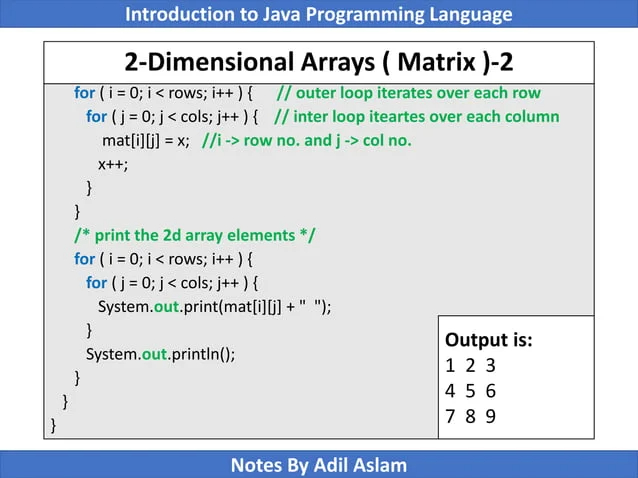 Introduction to Java Programming Language
2-Dimensional Arrays ( Matrix )-2
for ( i = 0; i < rows; i++ ) { // outer loop iterates over each row
for ( j = 0; j < cols; j++ ) { // inter loop iteartes over each column
mat[i][j] = x; //i -> row no. and j -> col no.
x++;
}
}
/* print the 2d array elements */
for ( i = 0; i < rows; i++ ) {
for ( j = 0; j < cols; j++ ) {
System.out.print(mat[i][j] + "  ");
}
System.out.println();
}
}
}
Output is:
1 2 3
4 5 6
7 8 9
Notes By Adil Aslam